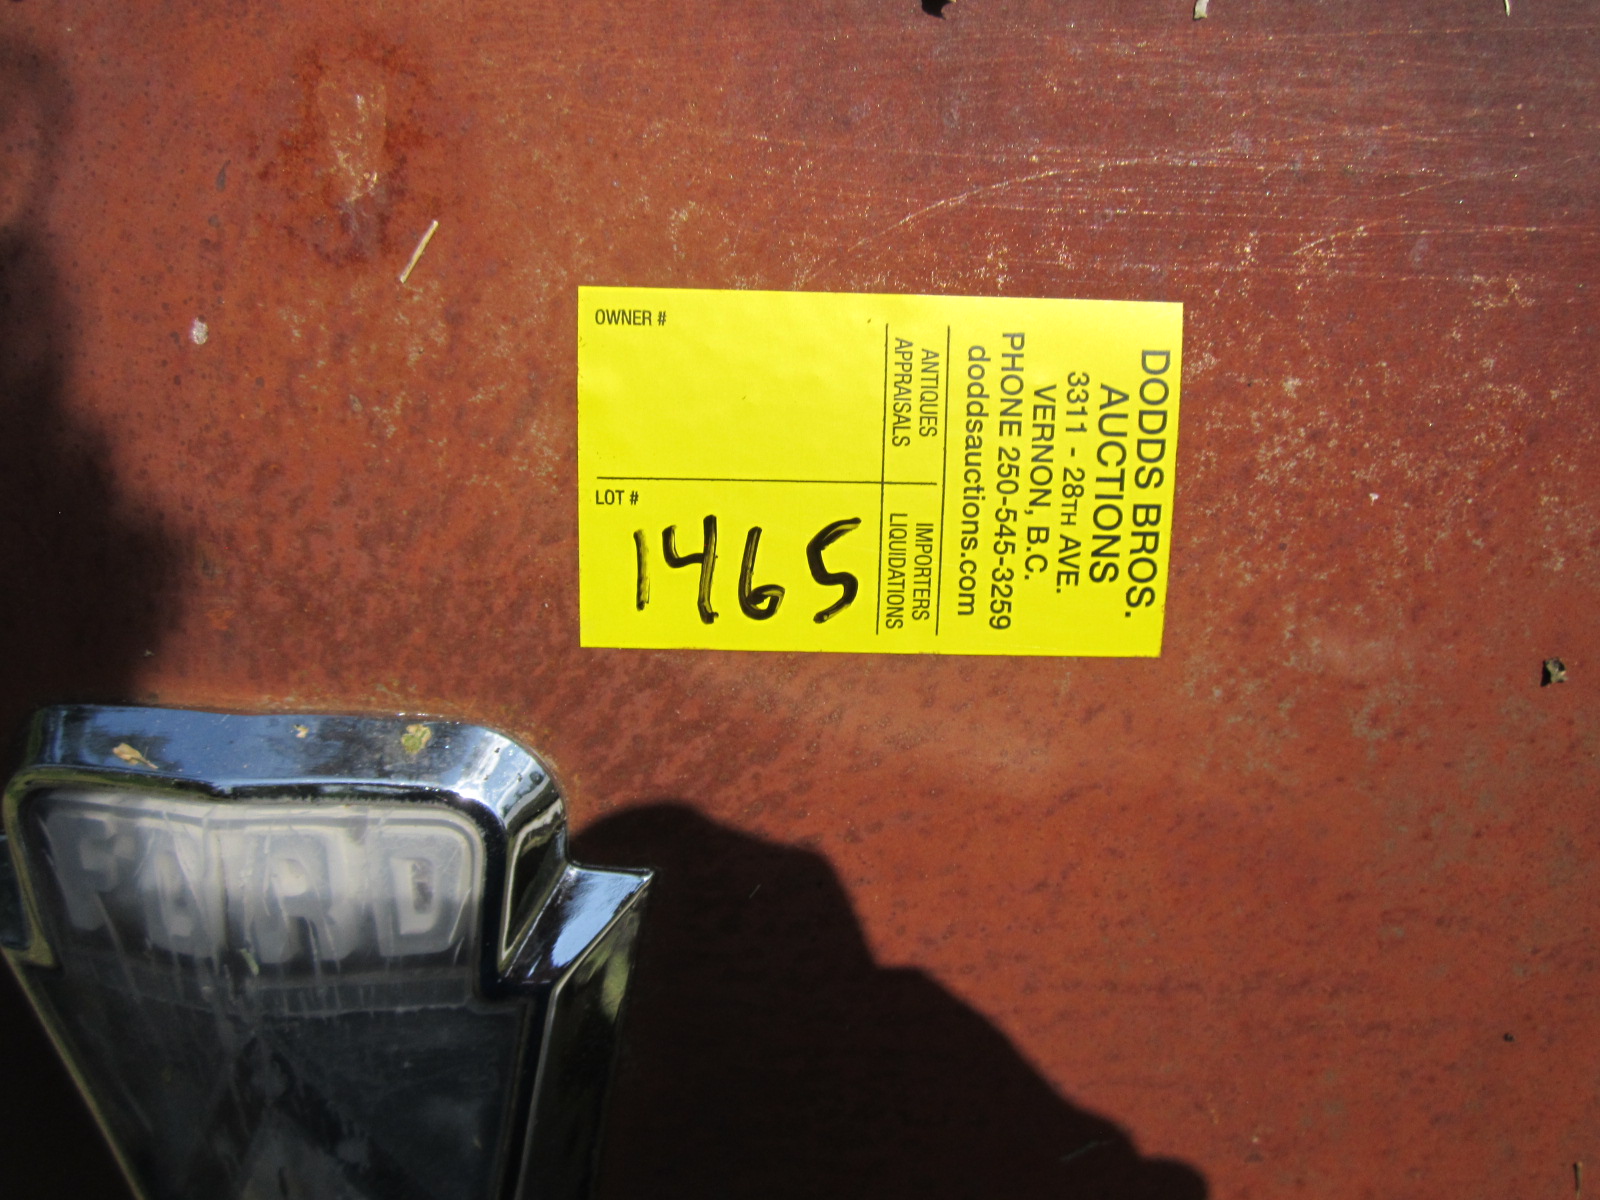 DODDS BROS.
AUCTIONS
3311 - 28TH AVE.
VERNON, B.C.
PHONE 250-545-3259
doddsauctions.com
ANTIQUES
APPRAISALS
IMPORTERS
LIQUIDATIONS
OWNER #
LOT #
1465
FORD